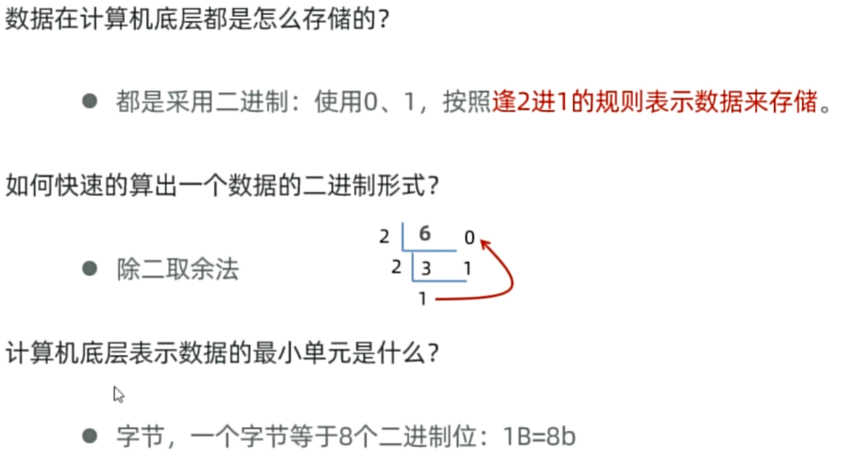 数据在计算机底层都是怎么存储的？
● 都是采用二进制：使用0、1，按照逢2进1的规则表示数据来存储。
如何快速的算出一个数据的二进制形式？
2 6 0
● 除二取余法 2 3 1
1
计算机底层表示数据的最小单元是什么？
● 字节，一个字节等于8个二进制位：1B=8b